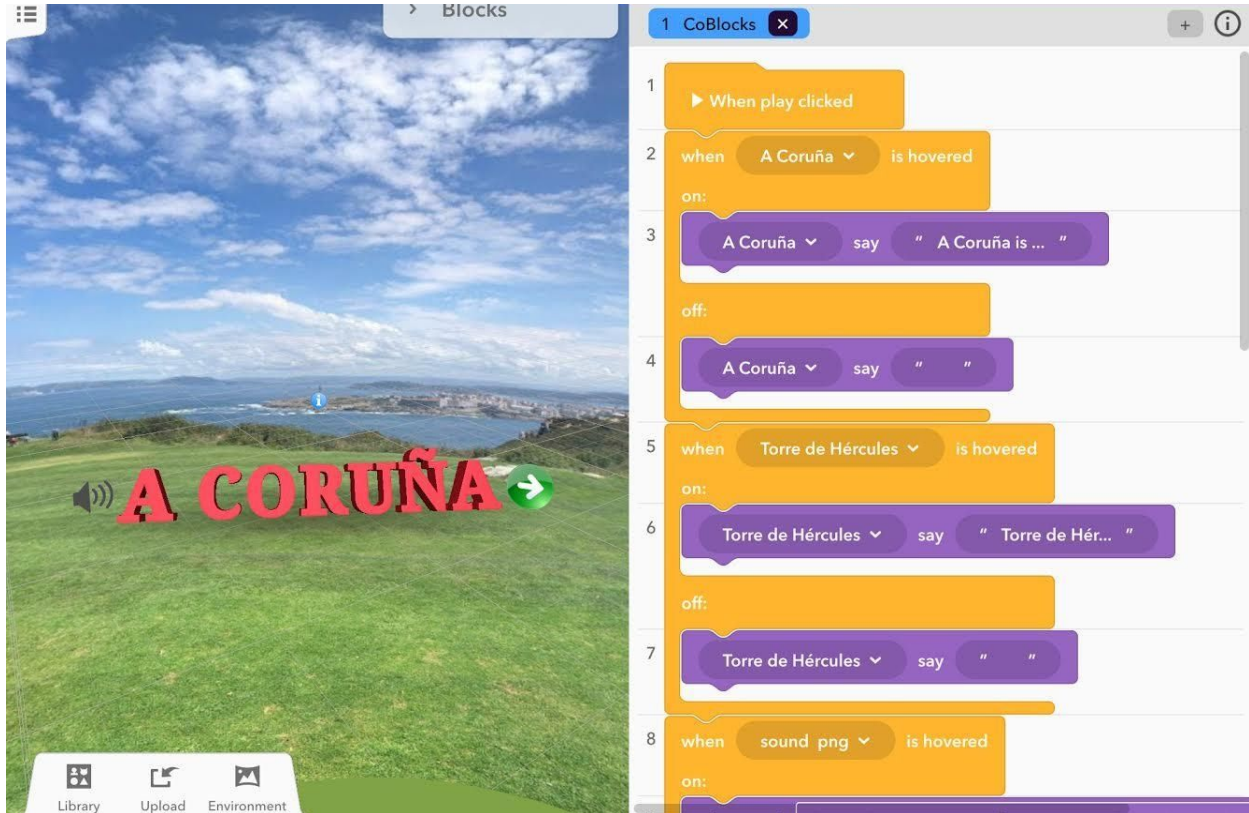 Blocks
A CORUÑA
Library Upload Environment
1 CoBlocks
1
When play clicked
2 when A Coruña is hovered
on:
3 A Coruña say " A Coruña is ... "
off:
4 A Coruña say " "
5 when Torre de Hércules is hovered
on:
6 Torre de Hércules say " Torre de Hér... "
off:
7 Torre de Hércules say " "
8 when sound png is hovered
on: